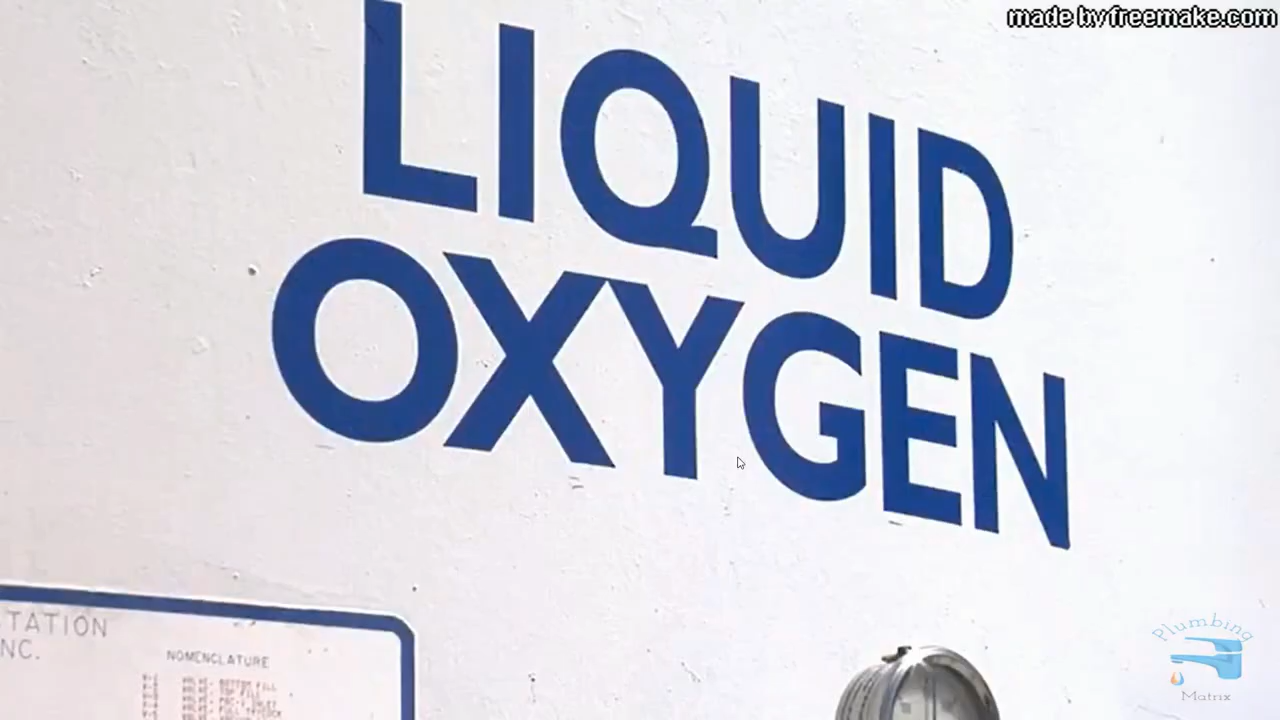 made by freemake.com
LIQUID
OXYGEN
TATION
NC.
NOMENCLATURE
Plumbing
Matrix